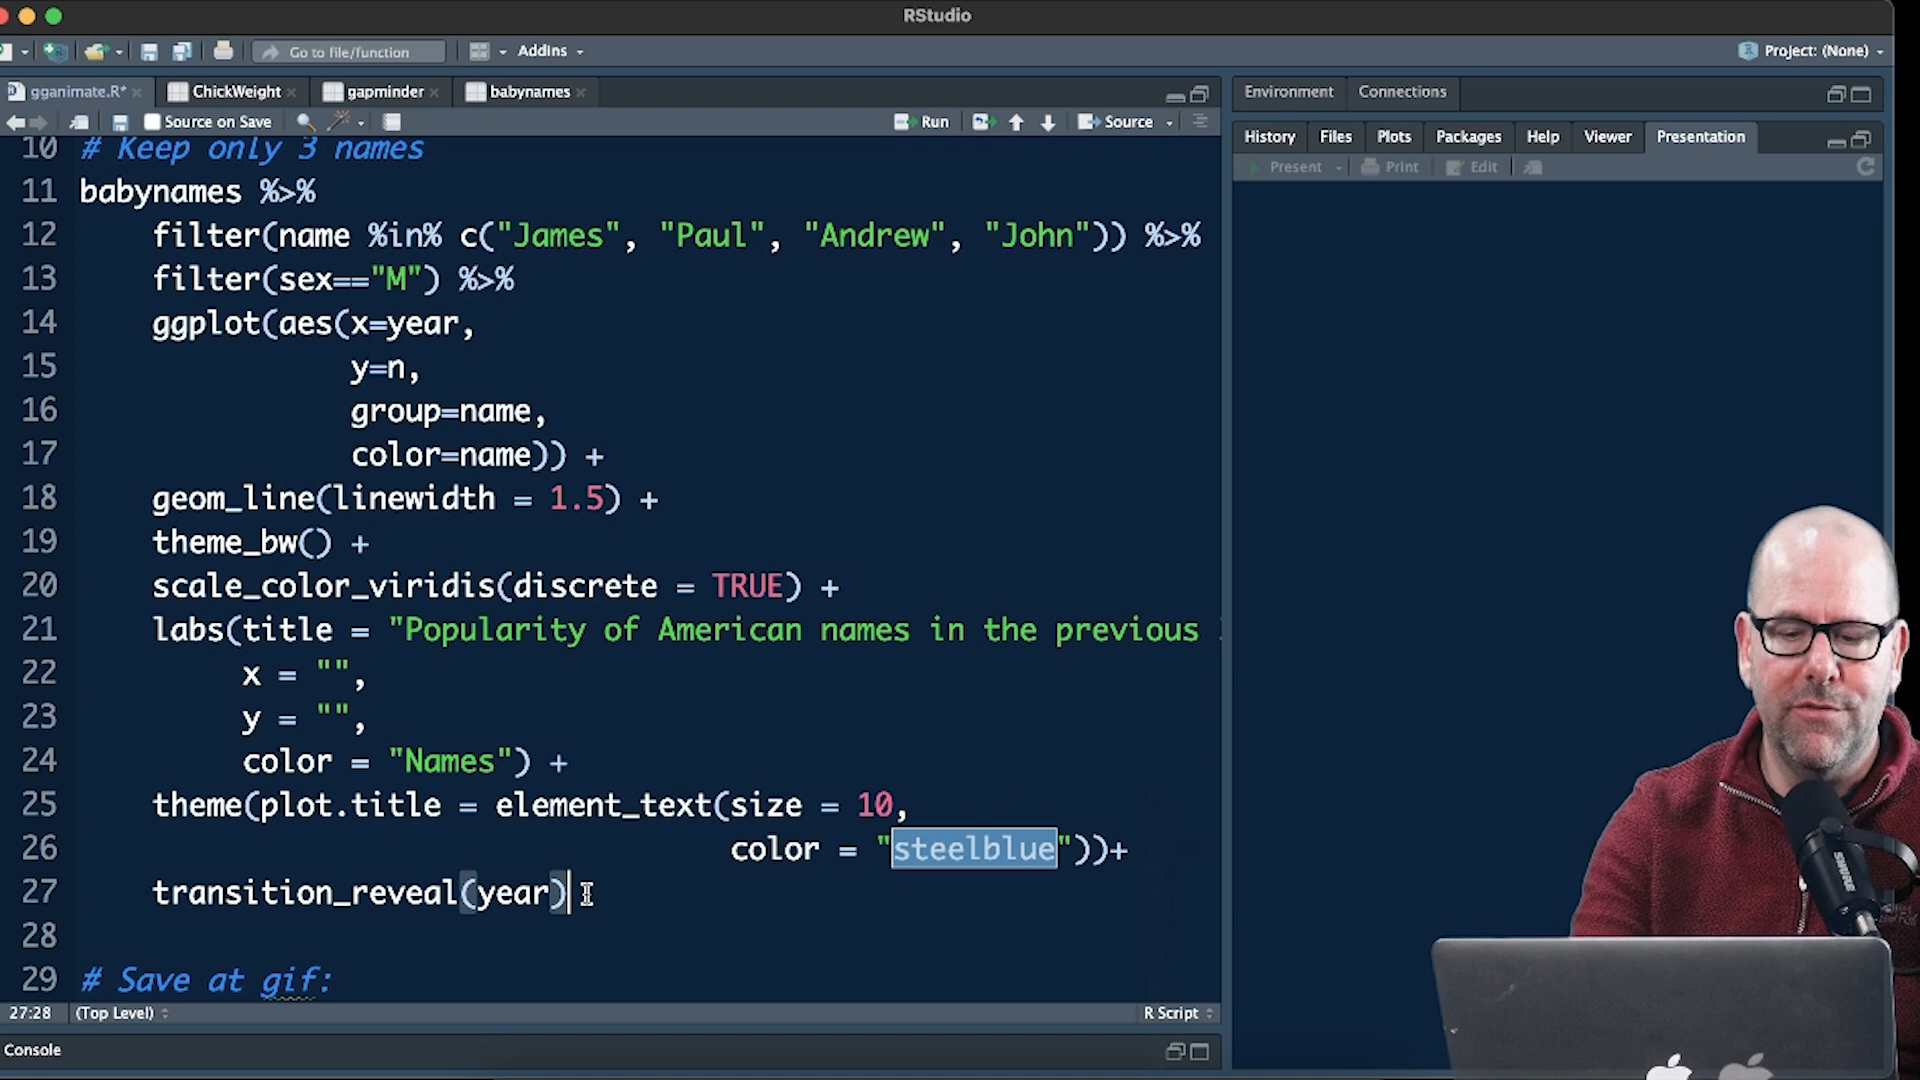 RStudio
Go to file/function
Addins
Project: (None)
gganimate.R*
ChickWeight
gapminder
babynames
Source on Save
Run
Source
Environment
Connections
History
Files
Plots
Packages
Help
Viewer
Presentation
Present
Print
Edit
10 # Keep only 3 names
11 babynames %>%
12 filter(name %in% c("James", "Paul", "Andrew", "John")) %>%
13 filter(sex=="M") %>%
14 ggplot(aes(x=year,
15 y=n,
16 group=name,
17 color=name)) +
18 geom_line(linewidth = 1.5) +
19 theme_bw() +
20 scale_color_viridis(discrete = TRUE) +
21 labs(title = "Popularity of American names in the previous
22 x = "",
23 y = "",
24 color = "Names") +
25 theme(plot.title = element_text(size = 10,
26 color = "steelblue"))+
27 transition_reveal(year)
28
29 # Save at gif:
27:28
(Top Level)
R Script
Console
SHURE